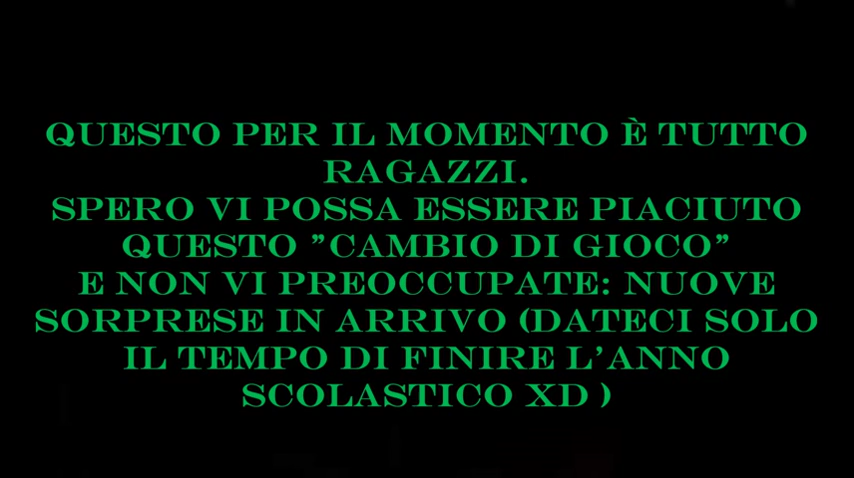 QUESTO PER IL MOMENTO È TUTTO
RAGAZZI.
SPERO VI POSSA ESSERE PIACIUTO
QUESTO ”CAMBIO DI GIOCO”
E NON VI PREOCCUPATE: NUOVE
SORPRESE IN ARRIVO (DATECI SOLO
IL TEMPO DI FINIRE L’ANNO
SCOLASTICO XD )